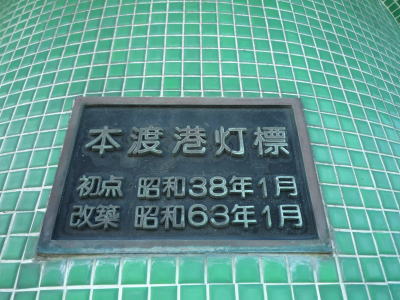 本渡港灯標
初点 昭和38年1月
改築 昭和63年1月